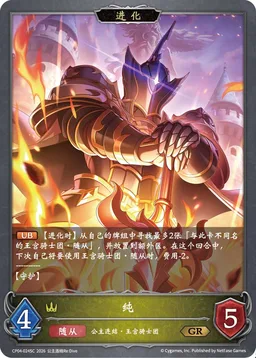 进化
UB 【进化时】从自己的牌组中寻找最多2张『与此卡不同名
的王宫骑士团・随从』，并放置到额外区。在这个回合中，
下次自己将要使用王宫骑士团・随从时，费用-2。
【守护】
纯
4
随从
公主连结・王宫骑士团
GR
5
© Cygames, Inc. Published by NetEase Games